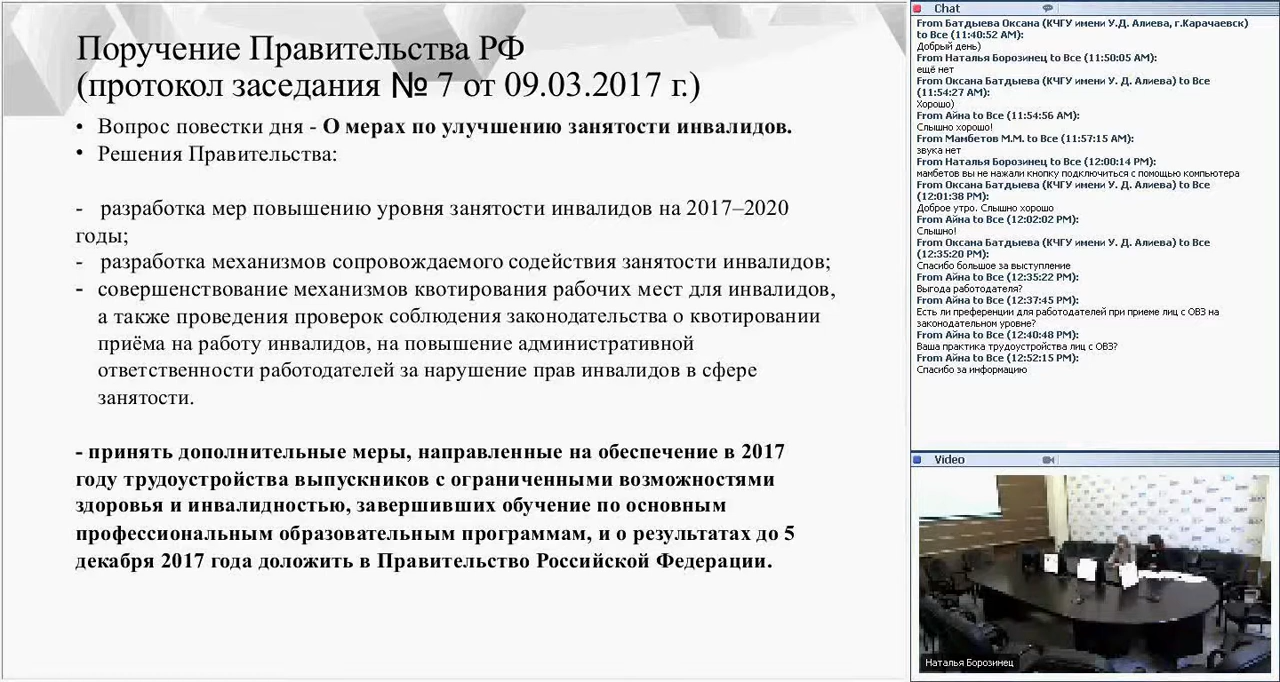 Поручение Правительства РФ
(протокол заседания № 7 от 09.03.2017 г.)
• Вопрос повестки дня - О мерах по улучшению занятости инвалидов.
• Решения Правительства:
- разработка мер повышению уровня занятости инвалидов на 2017–2020
годы;
- разработка механизмов сопровождаемого содействия занятости инвалидов;
- совершенствование механизмов квотирования рабочих мест для инвалидов,
а также проведения проверок соблюдения законодательства о квотировании
приёма на работу инвалидов, на повышение административной
ответственности работодателей за нарушение прав инвалидов в сфере
занятости.
- принять дополнительные меры, направленные на обеспечение в 2017
году трудоустройства выпускников с ограниченными возможностями
здоровья и инвалидностью, завершивших обучение по основным
профессиональным образовательным программам, и о результатах до 5
декабря 2017 года доложить в Правительство Российской Федерации.
Chat
From Батдыева Оксана (КЧГУ имени У.Д. Алиева, г.Карачаевск)
to Все (11:40:52 AM):
Добрый день)
From Наталья Борозинец to Все (11:50:05 AM):
ещё нет
From Оксана Батдыева (КЧГУ имени У. Д. Алиева) to Все
(11:54:27 AM):
Хорошо)
From Айна to Все (11:54:56 AM):
Слышно хорошо!
From Мамбетов М.М. to Все (11:57:15 AM):
звука нет
From Наталья Борозинец to Все (12:00:14 PM):
мамбетов вы не нажали кнопку подключиться с помощью компьютера
From Оксана Батдыева (КЧГУ имени У. Д. Алиева) to Все
(12:01:38 PM):
Доброе утро. Слышно хорошо
From Айна to Все (12:02:02 PM):
Слышны!
From Оксана Батдыева (КЧГУ имени У. Д. Алиева) to Все
(12:35:20 PM):
Спасибо большое за выступление
From Айна to Все (12:35:22 PM):
Выгода работодателя?
From Айна to Все (12:37:45 PM):
Есть ли преференции для работодателей при приеме лиц с ОВЗ на
законодательном уровне?
From Айна to Все (12:40:48 PM):
Ваша практика трудоустройства лиц с ОВЗ?
From Айна to Все (12:52:15 PM):
Спасибо за информацию
Video
Наталья Борозинец